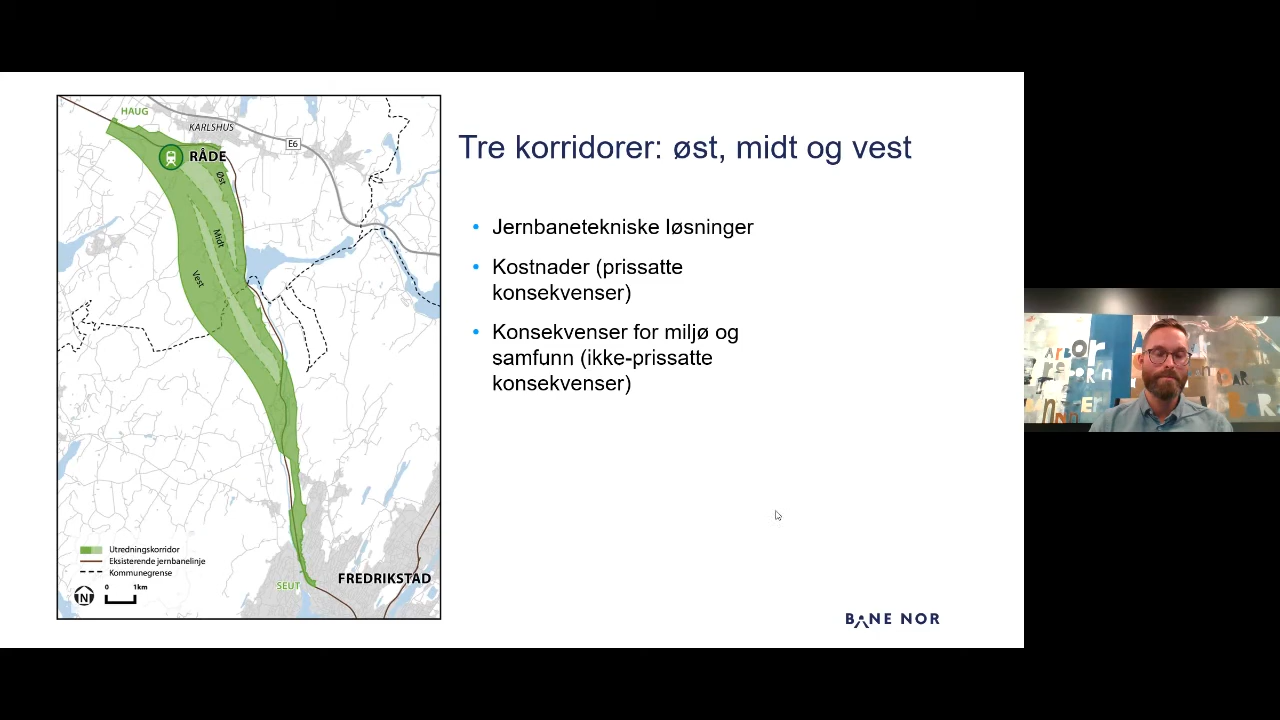 HAUG
KARLSHUS
E6
RÅDE
Øst
Midt
Vest
Utredningskorridor
Eksisterende jernbanelinje
Kommunegrense
0 1km
N
SEUT
FREDRIKSTAD
Tre korridorer: øst, midt og vest
• Jernbanetekniske løsninger
• Kostnader (prissatte
konsekvenser)
• Konsekvenser for miljø og
samfunn (ikke-prissatte
konsekvenser)
BANE NOR
ARBOR